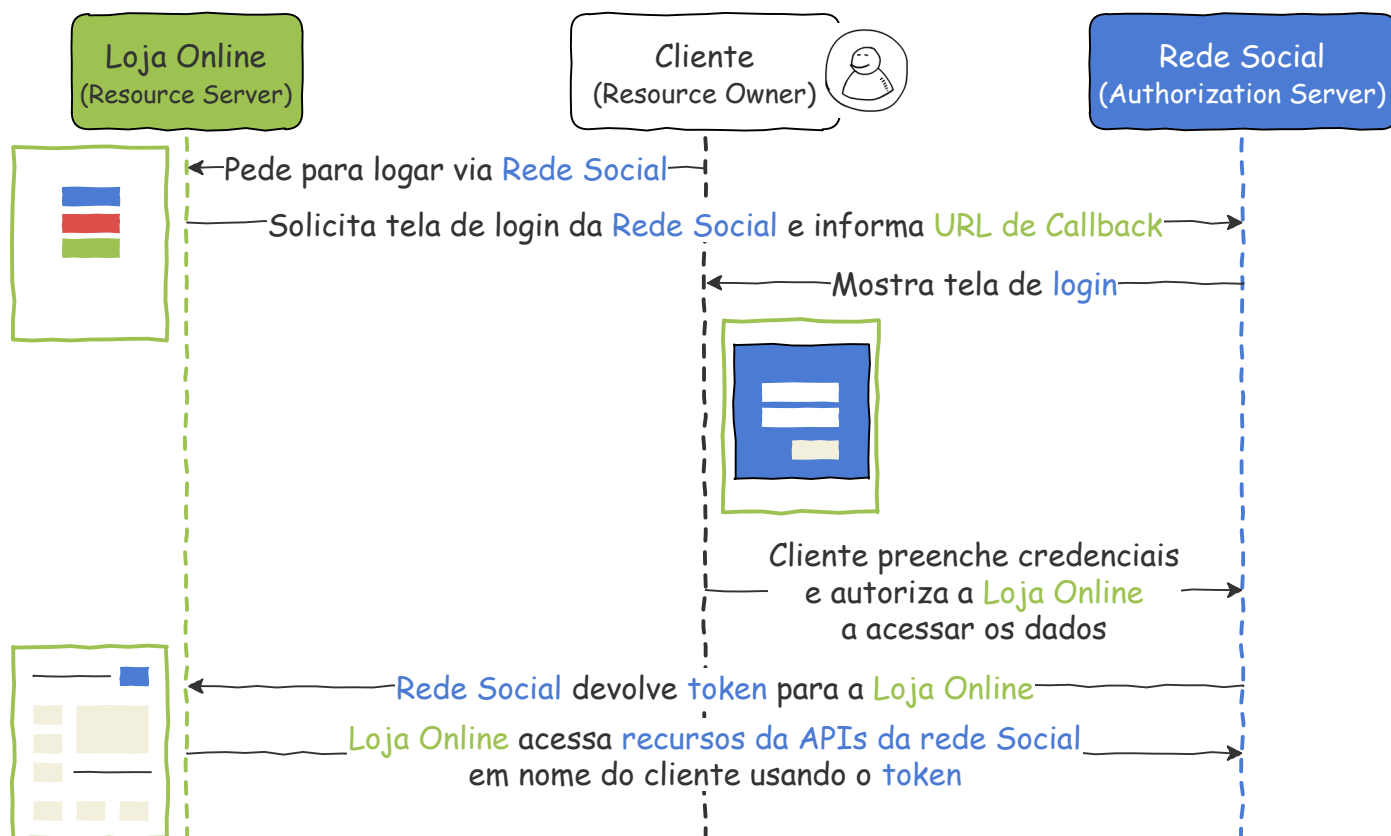 Loja Online
(Resource Server)
Cliente
(Resource Owner)
Rede Social
(Authorization Server)
Pede para logar via Rede Social
Solicita tela de login da Rede Social e informa URL de Callback
Mostra tela de login
Cliente preenche credenciais
e autoriza a Loja Online
a acessar os dados
Rede Social devolve token para a Loja Online
Loja Online acessa recursos da APIs da rede Social
em nome do cliente usando o token